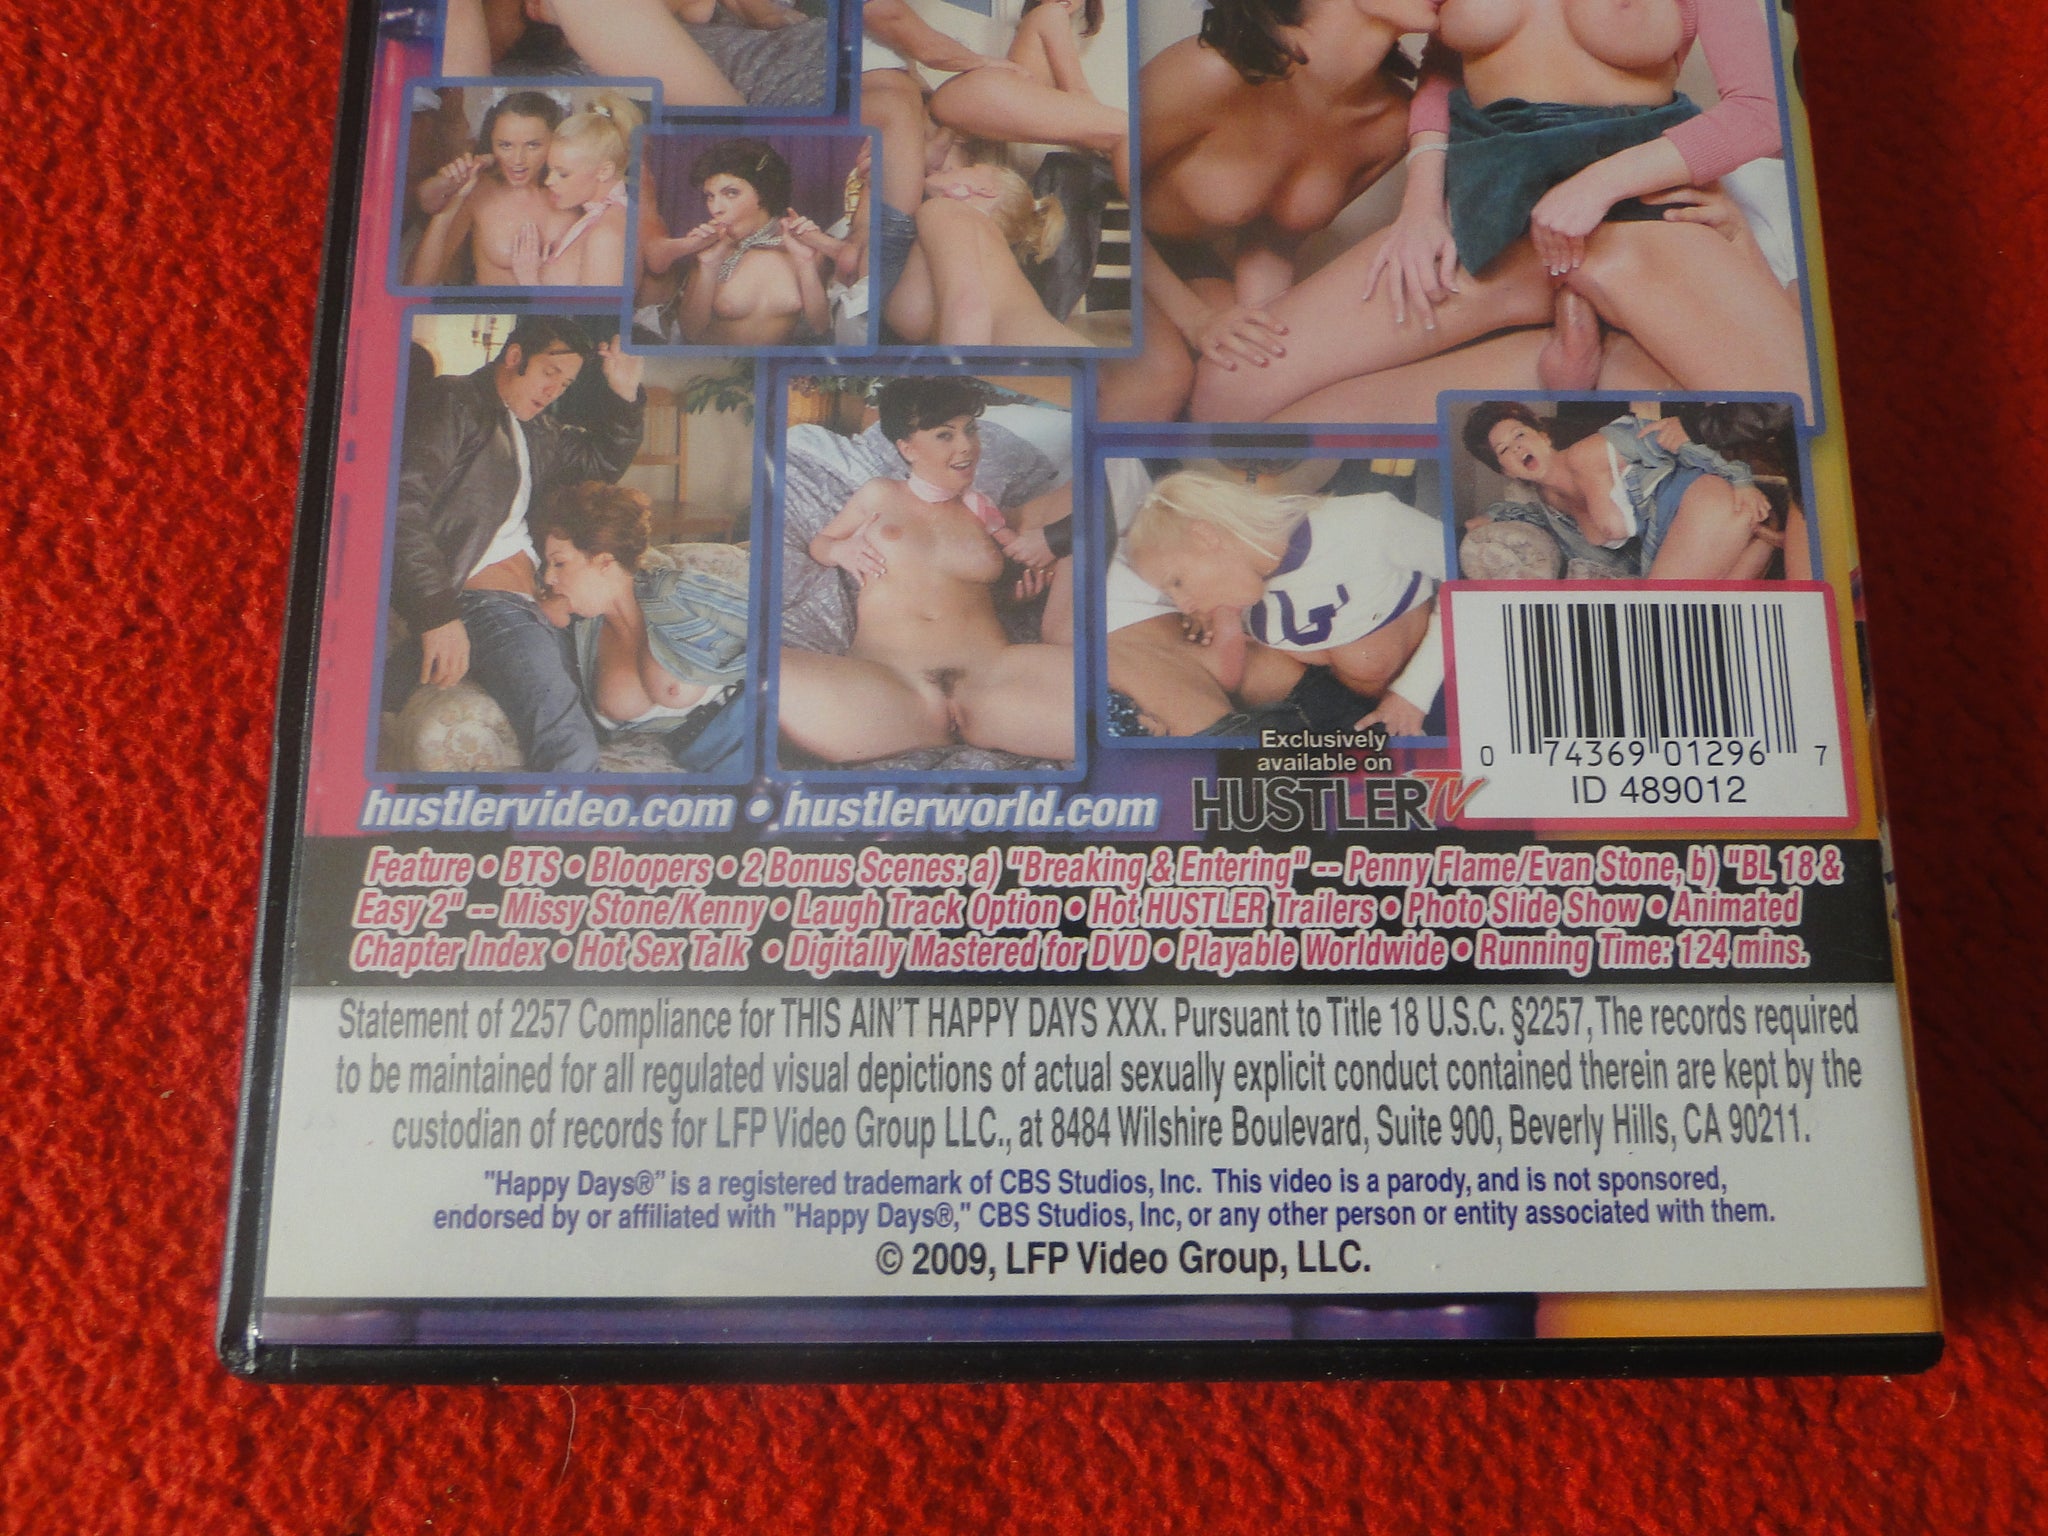 Exclusively
available on
HUSTLER TV
0 74369 01296 7
ID 489012
hustlervideo.com • hustlerworld.com
Feature • BTS • Bloopers • 2 Bonus Scenes: a) "Breaking & Entering" -- Penny Flame/Evan Stone, b) "BL 18 &
Easy 2" -- Missy Stone/Kenny • Laugh Track Option • Hot HUSTLER Trailers • Photo Slide Show • Animated
Chapter Index • Hot Sex Talk • Digitally Mastered for DVD • Playable Worldwide • Running Time: 124 mins.
Statement of 2257 Compliance for THIS AIN'T HAPPY DAYS XXX. Pursuant to Title 18 U.S.C. §2257, The records required
to be maintained for all regulated visual depictions of actual sexually explicit conduct contained therein are kept by the
custodian of records for LFP Video Group LLC., at 8484 Wilshire Boulevard, Suite 900, Beverly Hills, CA 90211.
"Happy Days®" is a registered trademark of CBS Studios, Inc. This video is a parody, and is not sponsored,
endorsed by or affiliated with "Happy Days®," CBS Studios, Inc, or any other person or entity associated with them.
© 2009, LFP Video Group, LLC.